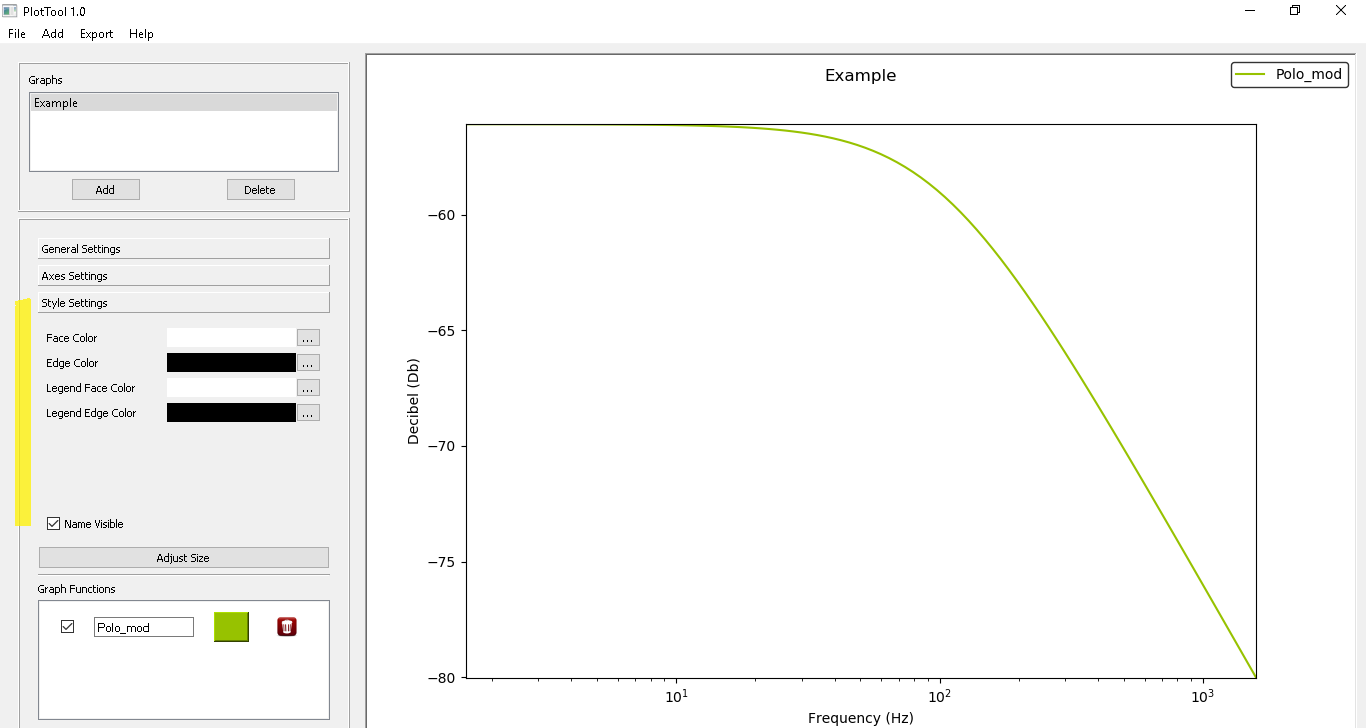 PlotTool 1.0
File Add Export Help
Graphs
Example
Add Delete
General Settings
Axes Settings
Style Settings
Face Color ...
Edge Color ...
Legend Face Color ...
Legend Edge Color ...
Name Visible
Adjust Size
Graph Functions
Polo_mod
Example
Polo_mod
Decibel (Db)
−60
−65
−70
−75
−80
10¹ 10² 10³
Frequency (Hz)